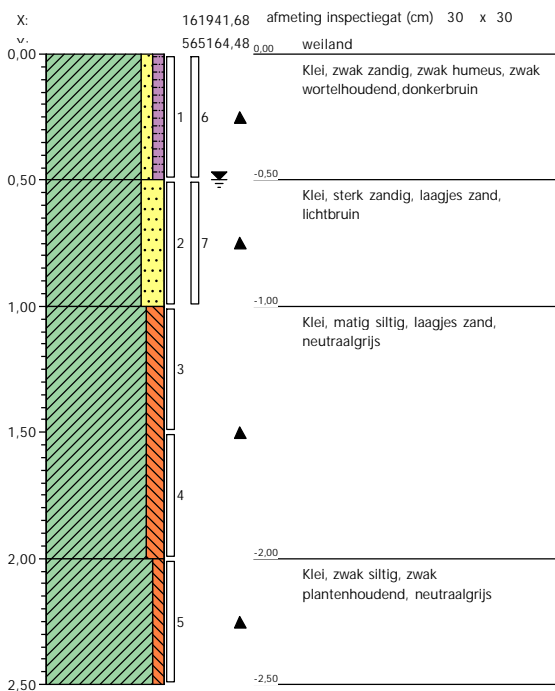 X: 161941,68 afmeting inspectiegat (cm) 30 x 30
Y: 565164,48 weiland
0,00 0,00
Klei, zwak zandig, zwak humeus, zwak
wortelhoudend, donkerbruin
1 6
0,50 -0,50
Klei, sterk zandig, laagjes zand,
lichtbruin
2 7
1,00 -1,00
Klei, matig siltig, laagjes zand,
neutraalgrijs
3
1,50
4
2,00 -2,00
Klei, zwak siltig, zwak
plantenhoudend, neutraalgrijs
5
2,50 -2,50